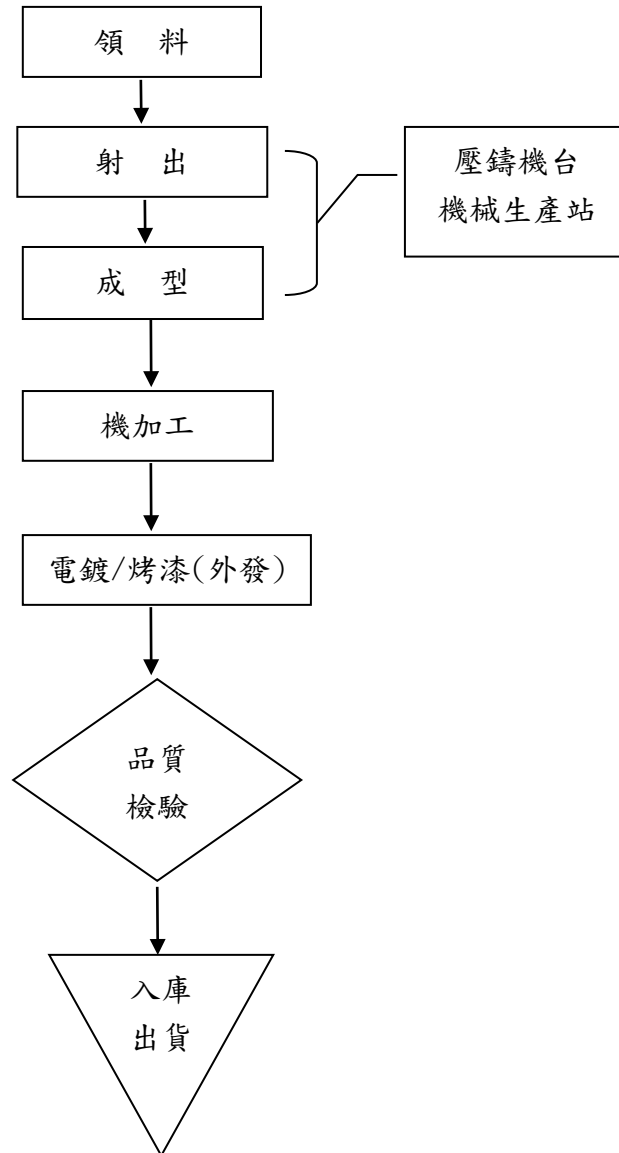 領 料
射 出
壓鑄機台
機械生產站
成 型
機加工
電鍍/烤漆(外發)
品質
檢驗
入庫
出貨